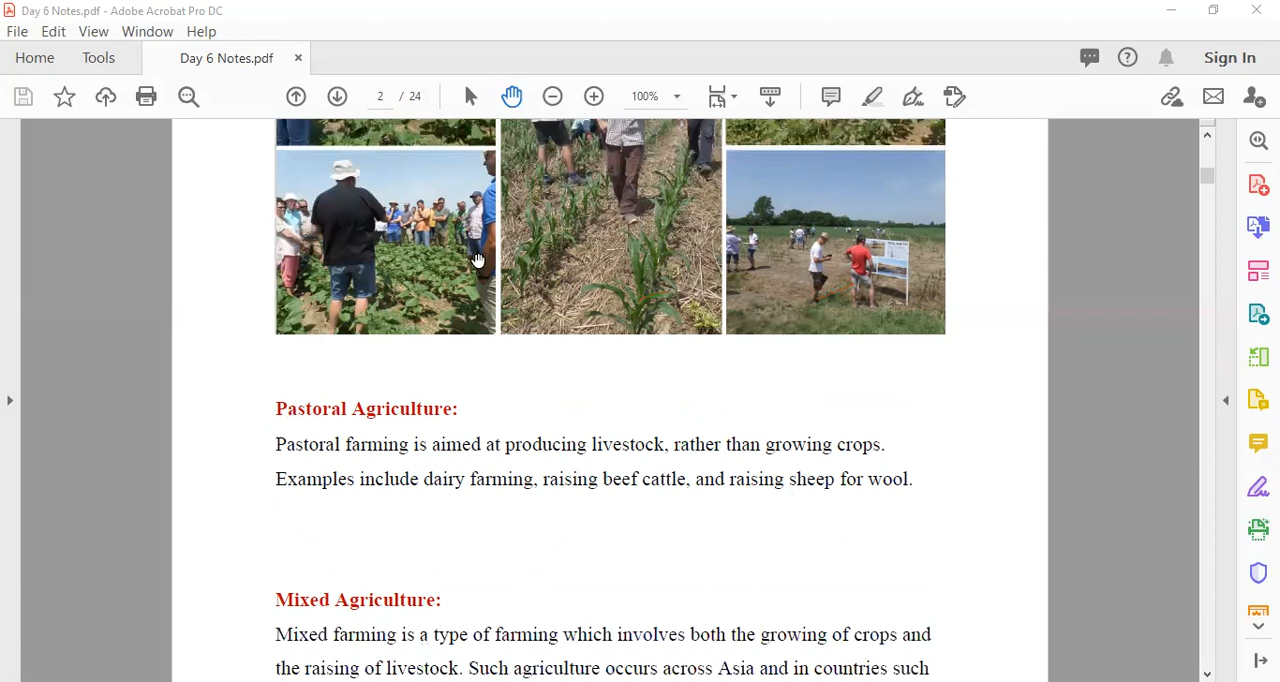 Day 6 Notes.pdf - Adobe Acrobat Pro DC
File Edit View Window Help
Home Tools Day 6 Notes.pdf × Sign In
2 / 24 100%
Pastoral Agriculture:
Pastoral farming is aimed at producing livestock, rather than growing crops.
Examples include dairy farming, raising beef cattle, and raising sheep for wool.
Mixed Agriculture:
Mixed farming is a type of farming which involves both the growing of crops and
the raising of livestock. Such agriculture occurs across Asia and in countries such